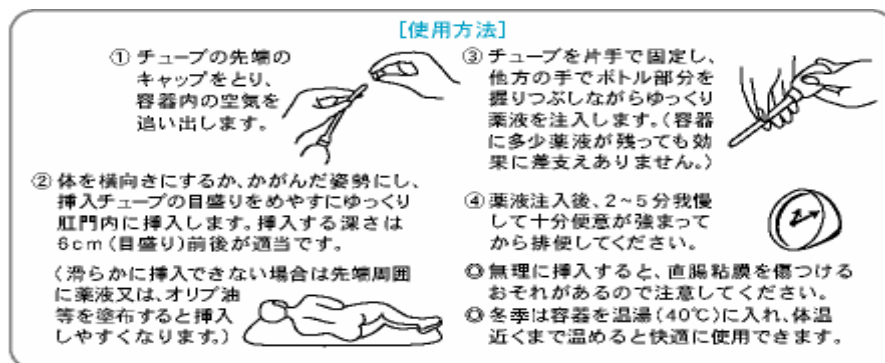 [使用方法]
① チューブの先端の
キャップをとり、
容器内の空気を
追い出します。
② 体を横向きにするか、かがんだ姿勢にし、
挿入チューブの目盛りをめやすにゆっくり
肛門内に挿入します。挿入する深さは
6cm(目盛り)前後が適当です。
(滑らかに挿入できない場合は先端周囲
に薬液又は、オリブ油
等を塗布すると挿入
しやすくなります。)
③ チューブを片手で固定し、
他方の手でボトル部分を
握りつぶしながらゆっくり
薬液を注入します。(容器
に多少薬液が残っても効
果に差支えありません。)
④ 薬液注入後、2~5分我慢
して十分便意が強まって
から排便してください。
◎ 無理に挿入すると、直腸粘膜を傷つける
おそれがあるので注意してください。
◎ 冬季は容器を温湯(40℃)に入れ、体温
近くまで温めると快適に使用できます。